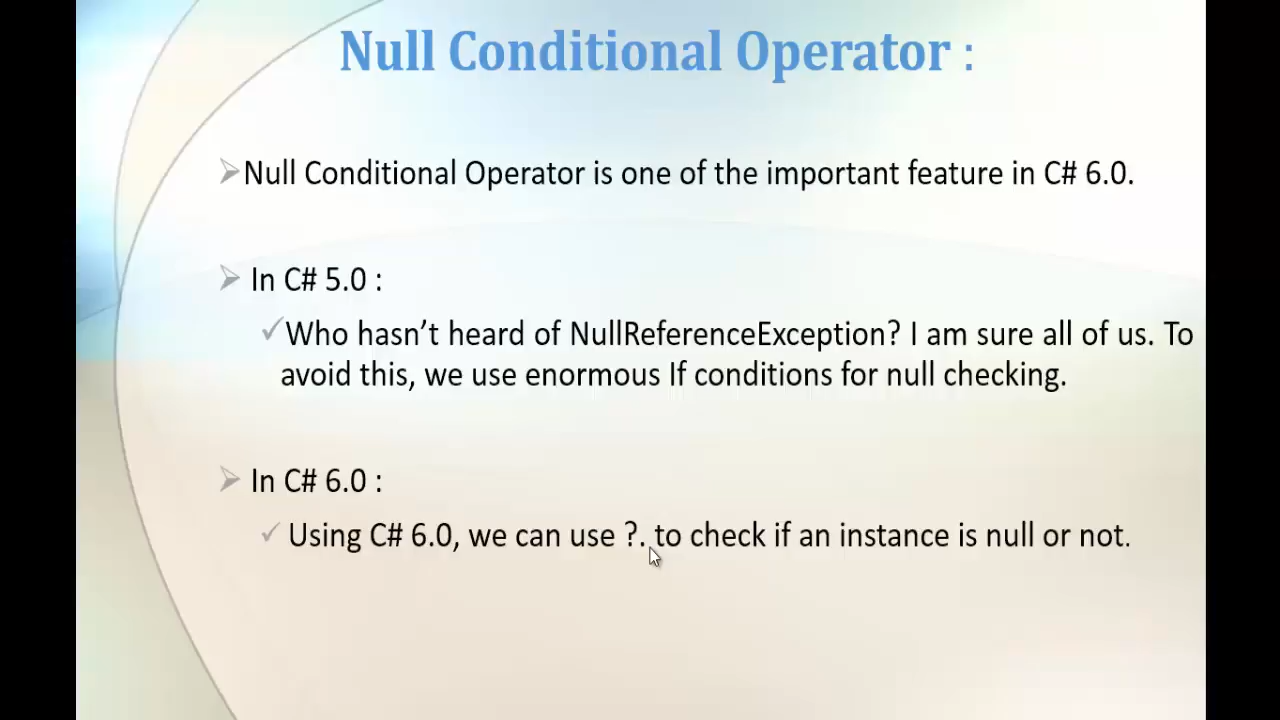 Null Conditional Operator :
Null Conditional Operator is one of the important feature in C# 6.0.
In C# 5.0 :
Who hasn’t heard of NullReferenceException? I am sure all of us. To
avoid this, we use enormous If conditions for null checking.
In C# 6.0 :
Using C# 6.0, we can use ?. to check if an instance is null or not.